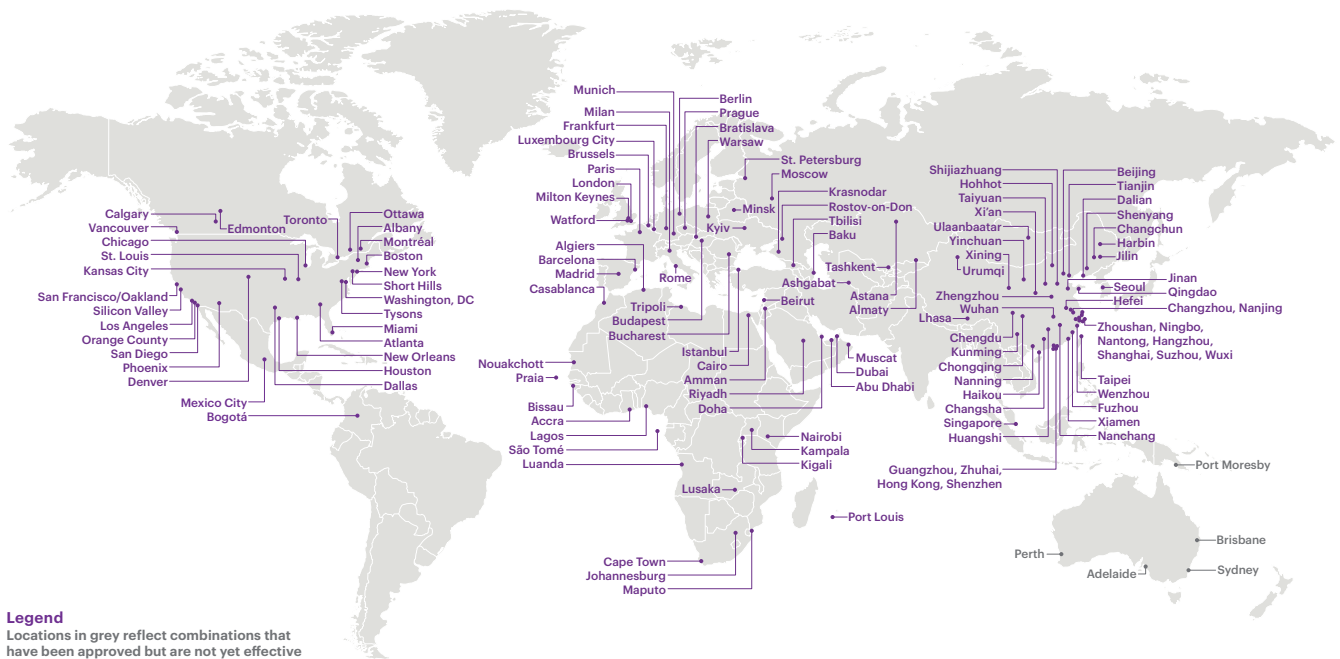 Calgary
Vancouver
Edmonton
Chicago
St. Louis
Kansas City
San Francisco/Oakland
Silicon Valley
Los Angeles
Orange County
San Diego
Phoenix
Denver
Mexico City
Bogotá
Toronto
Ottawa
Albany
Montréal
Boston
New York
Short Hills
Washington, DC
Tysons
Miami
Atlanta
New Orleans
Houston
Dallas
Munich
Milan
Frankfurt
Luxembourg City
Brussels
Paris
London
Milton Keynes
Watford
Algiers
Barcelona
Madrid
Casablanca
Berlin
Prague
Bratislava
Warsaw
St. Petersburg
Moscow
Minsk
Kyiv
Krasnodar
Rostov-on-Don
Tbilisi
Baku
Tashkent
Ashgabat
Astana
Almaty
Rome
Tripoli
Budapest
Bucharest
Beirut
Istanbul
Cairo
Amman
Riyadh
Doha
Muscat
Dubai
Abu Dhabi
Nouakchott
Praia
Bissau
Accra
Lagos
São Tomé
Luanda
Nairobi
Kampala
Kigali
Lusaka
Port Louis
Cape Town
Johannesburg
Maputo
Shijiazhuang
Hohhot
Taiyuan
Xi'an
Ulaanbaatar
Yinchuan
Xining
Urumqi
Zhengzhou
Wuhan
Lhasa
Chengdu
Kunming
Chongqing
Nanning
Haikou
Changsha
Singapore
Huangshi
Guangzhou, Zhuhai,
Hong Kong, Shenzhen
Beijing
Tianjin
Dalian
Shenyang
Changchun
Harbin
Jilin
Jinan
Seoul
Qingdao
Hefei
Changzhou, Nanjing
Zhoushan, Ningbo,
Nantong, Hangzhou,
Shanghai, Suzhou, Wuxi
Taipei
Wenzhou
Fuzhou
Xiamen
Nanchang
Port Moresby
Perth
Adelaide
Brisbane
Sydney
Legend
Locations in grey reflect combinations that
have been approved but are not yet effective